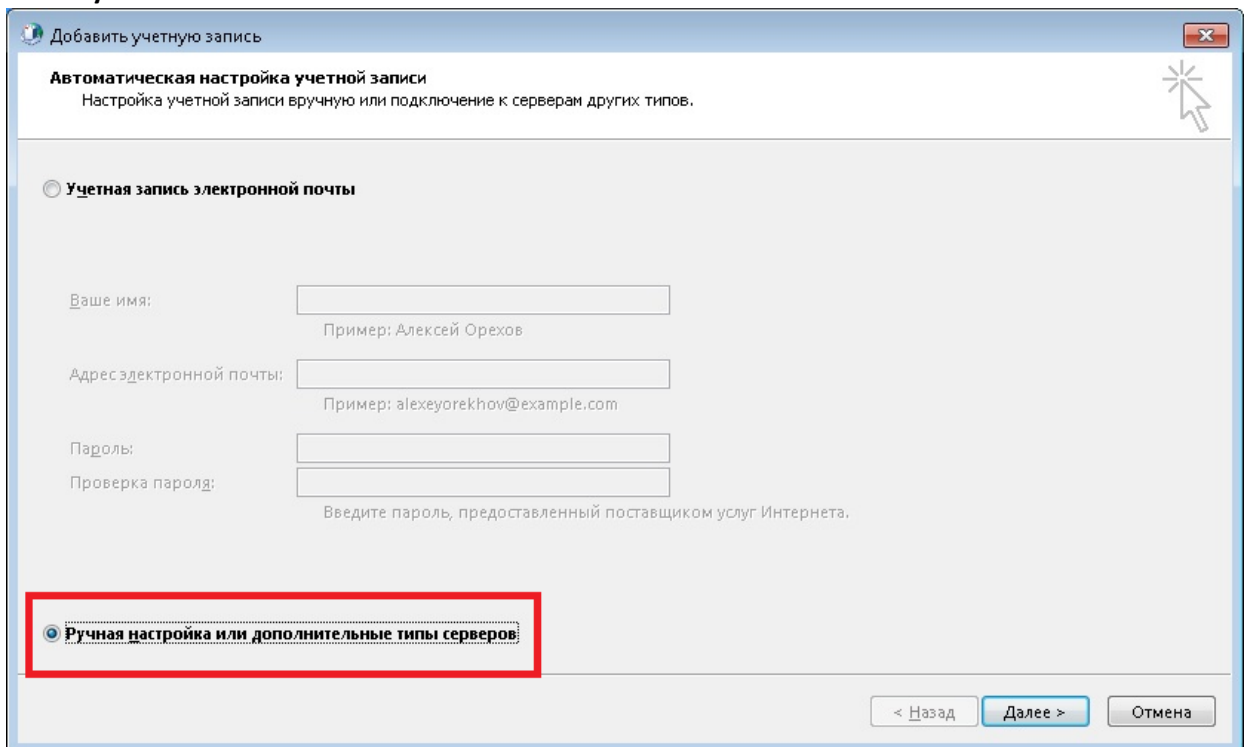 Добавить учетную запись
Автоматическая настройка учетной записи
Настройка учетной записи вручную или подключение к серверам других типов.
Учетная запись электронной почты
Ваше имя:
Пример: Алексей Орехов
Адрес электронной почты:
Пример: alexeyorekhov@example.com
Пароль:
Проверка пароля:
Введите пароль, предоставленный поставщиком услуг Интернета.
Ручная настройка или дополнительные типы серверов
< Назад Далее > Отмена